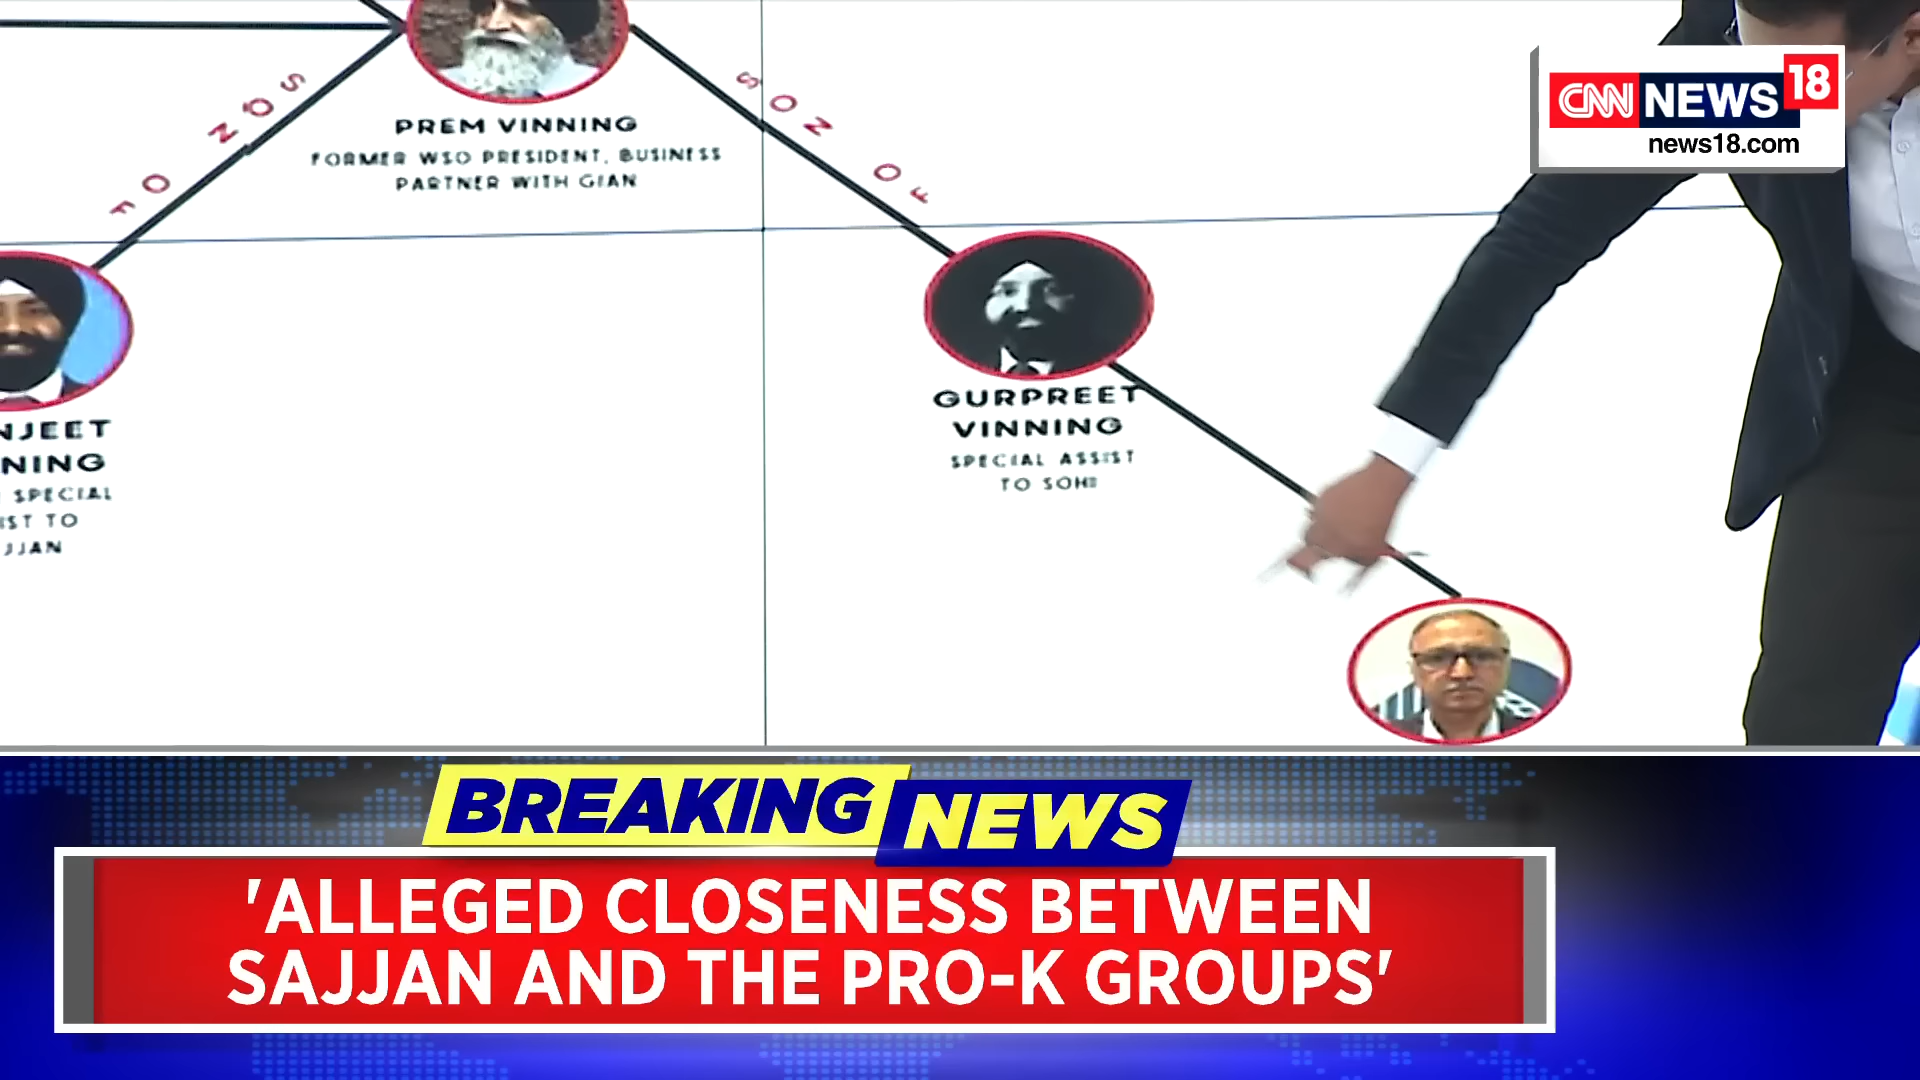 SON OF
SON OF
PREM VINNING
FORMER WSO PRESIDENT, BUSINESS
PARTNER WITH GIAN
CNN NEWS 18
news18.com
NJEET
NING
SPECIAL
IST TO
JJAN
GURPREET
VINNING
SPECIAL ASSIST
TO SOHI
BREAKING NEWS
'ALLEGED CLOSENESS BETWEEN
SAJJAN AND THE PRO-K GROUPS'